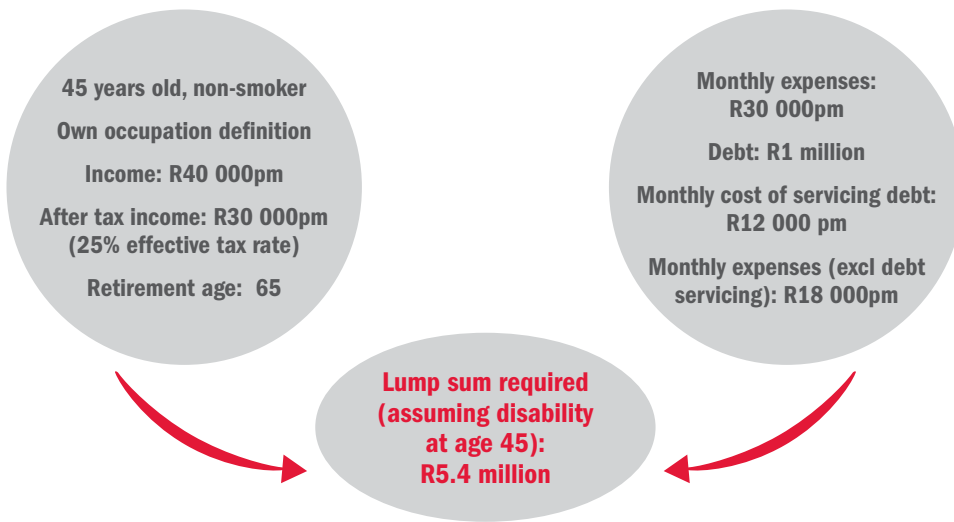 45 years old, non-smoker
Own occupation definition
Income: R40 000pm
After tax income: R30 000pm
(25% effective tax rate)
Retirement age: 65
Monthly expenses:
R30 000pm
Debt: R1 million
Monthly cost of servicing debt:
R12 000 pm
Monthly expenses (excl debt
servicing): R18 000pm
Lump sum required
(assuming disability
at age 45):
R5.4 million